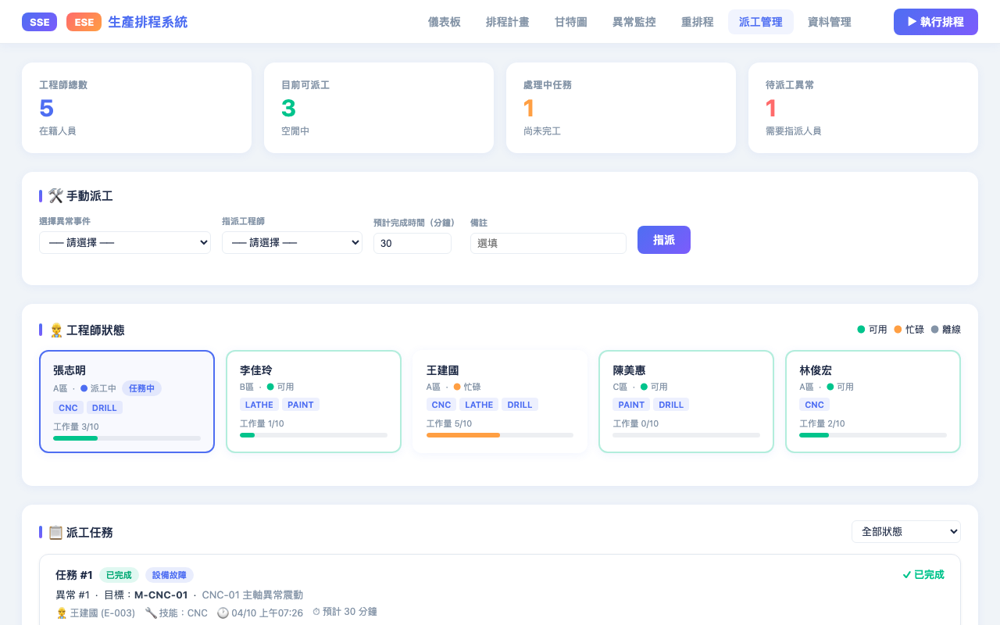 SSE ESE 生產排程系統 儀表板 排程計畫 甘特圖 異常監控 重排程 派工管理 資料管理 ▶ 執行排程
工程師總數 目前可派工 處理中任務 待派工異常
5 3 1 1
在籍人員 空閒中 尚未完工 需要指派人員
🛠️ 手動派工
選擇異常事件 指派工程師 預計完成時間（分鐘） 備註
── 請選擇 ── ── 請選擇 ── 30 選填 指派
👷 工程師狀態 可用 忙碌 離線
張志明
A區 · 派工中 任務中
CNC DRILL
工作量 3/10
李佳玲
B區 · 可用
LATHE PAINT
工作量 1/10
王建國
A區 · 忙碌
CNC LATHE DRILL
工作量 5/10
陳美惠
C區 · 可用
PAINT DRILL
工作量 0/10
林俊宏
A區 · 可用
CNC
工作量 2/10
📋 派工任務 全部狀態
任務 #1 已完成 設備故障 ✓ 已完成
異常 #1 · 目標：M-CNC-01 · CNC-01 主軸異常震動
👷 王建國 (E-003) 🔧 技能：CNC 🕐 04/10 上午07:26 ⏱ 預計 30 分鐘